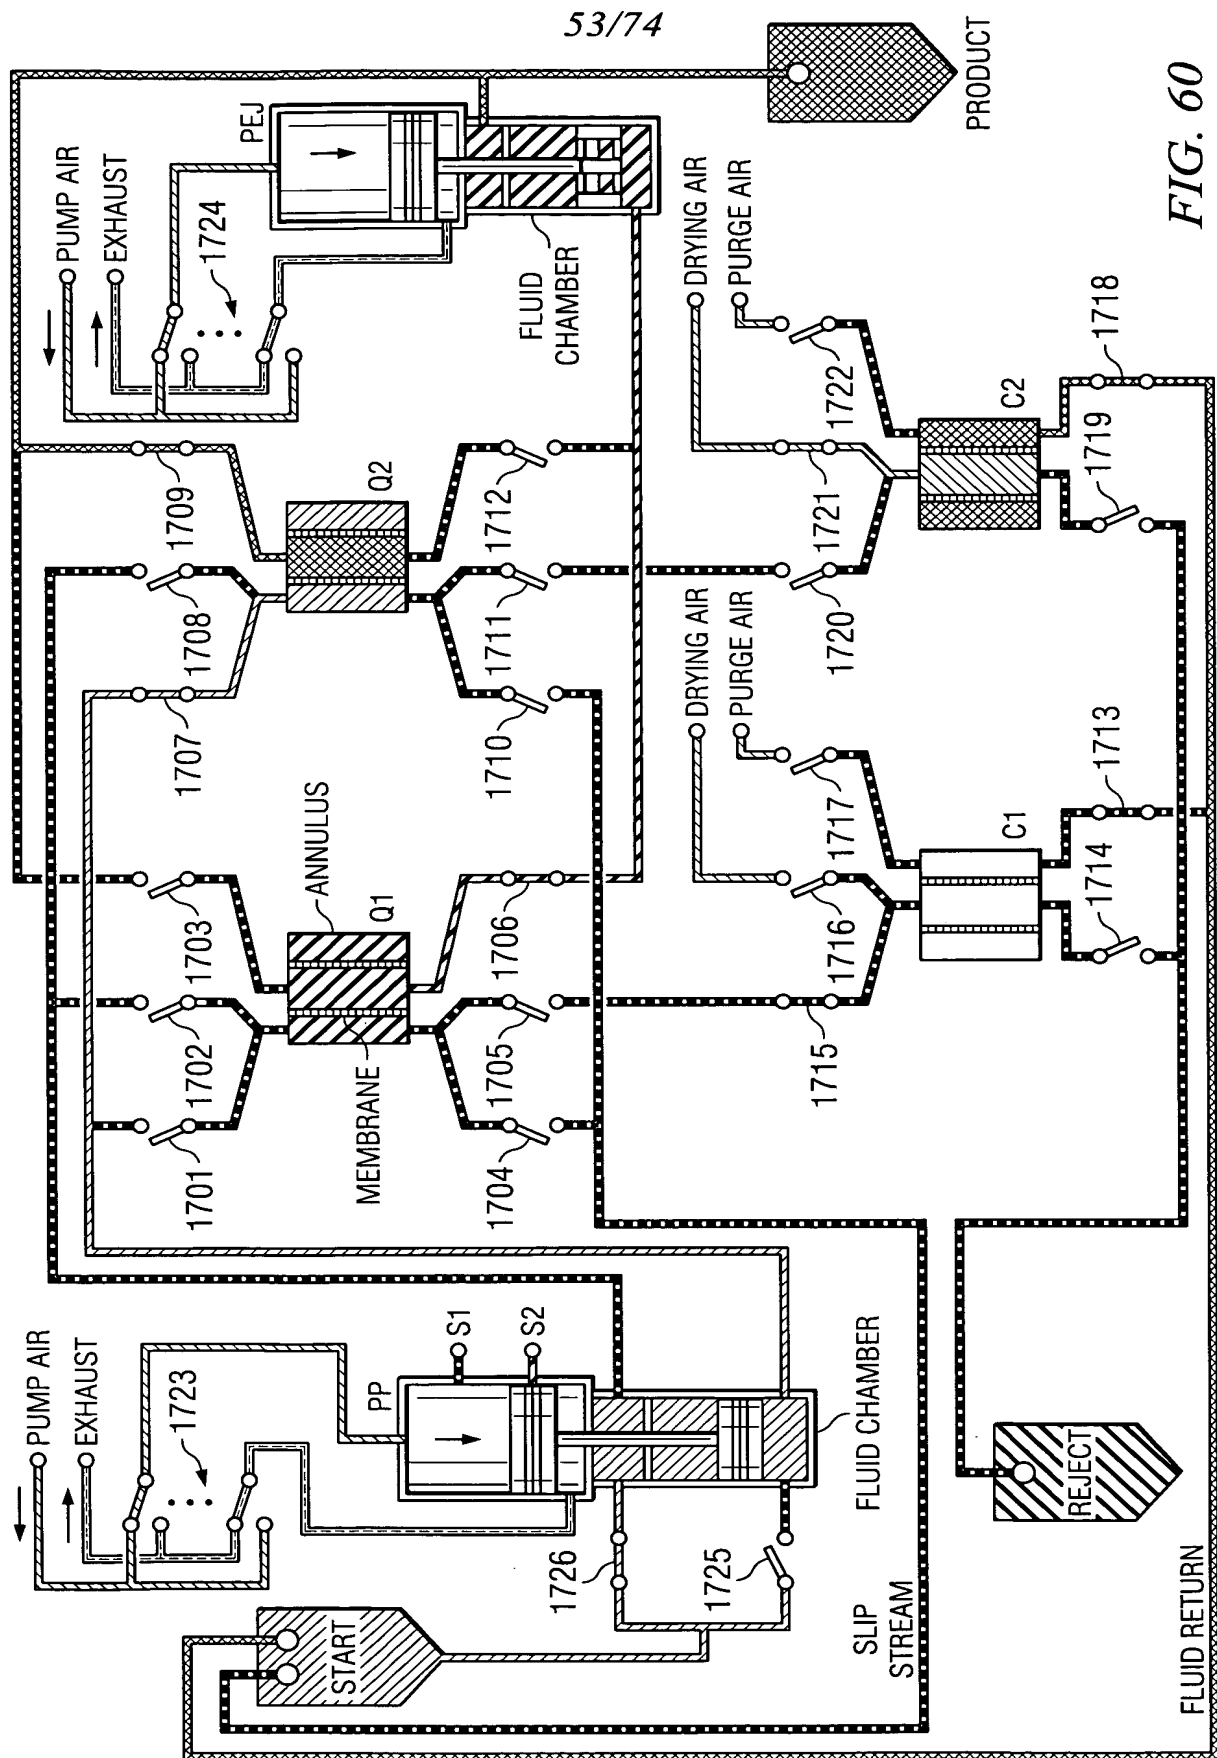 53/74
FIG. 60
PUMP AIR
EXHAUST
1723
PP
S1
S2
FLUID CHAMBER
1726
1725
START
SLIP
STREAM
FLUID RETURN
REJECT
1701
1702
1703
MEMBRANE
ANNULUS
Q1
1704
1705
1706
1707
1708
1709
Q2
1710
1711
1712
PUMP AIR
EXHAUST
1724
PEJ
FLUID
CHAMBER
PRODUCT
DRYING AIR
PURGE AIR
1715
1716
1717
C1
1714
1713
DRYING AIR
PURGE AIR
1720
1721
1722
C2
1719
1718